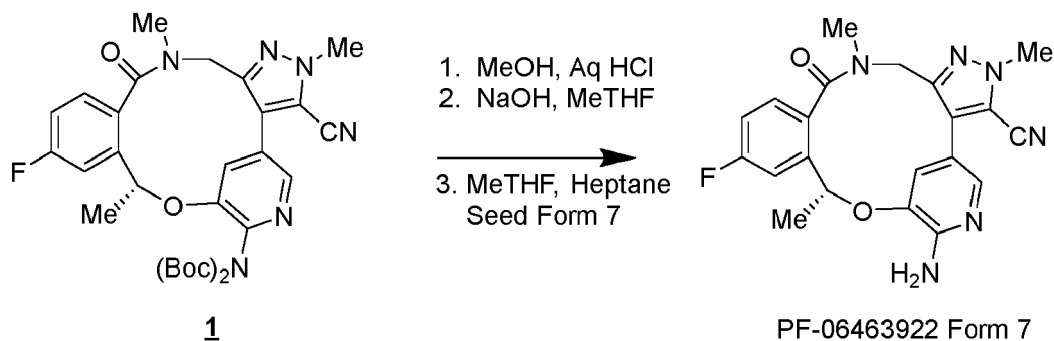 Me
O
N
N
N
Me
CN
F
Me
O
N
(Boc)₂N
1
1. MeOH, Aq HCl
2. NaOH, MeTHF
3. MeTHF, Heptane
Seed Form 7
Me
O
N
N
N
Me
CN
F
Me
O
N
H₂N
PF-06463922 Form 7